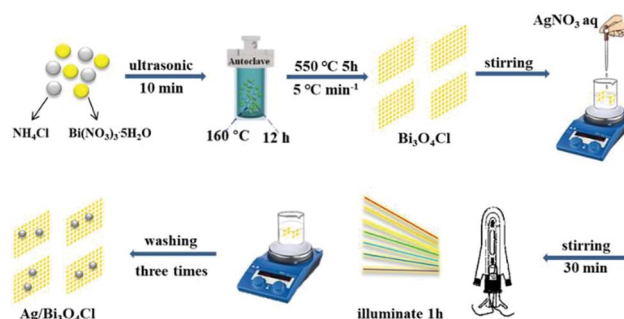 AgNO₃ aq
ultrasonic
10 min
Autoclave
550 °C 5h
5 °C min⁻¹
stirring
NH₄Cl
Bi(NO₃)₃·5H₂O
160 °C
12 h
Bi₃O₄Cl
washing
three times
stirring
30 min
Ag/Bi₃O₄Cl
illuminate 1h